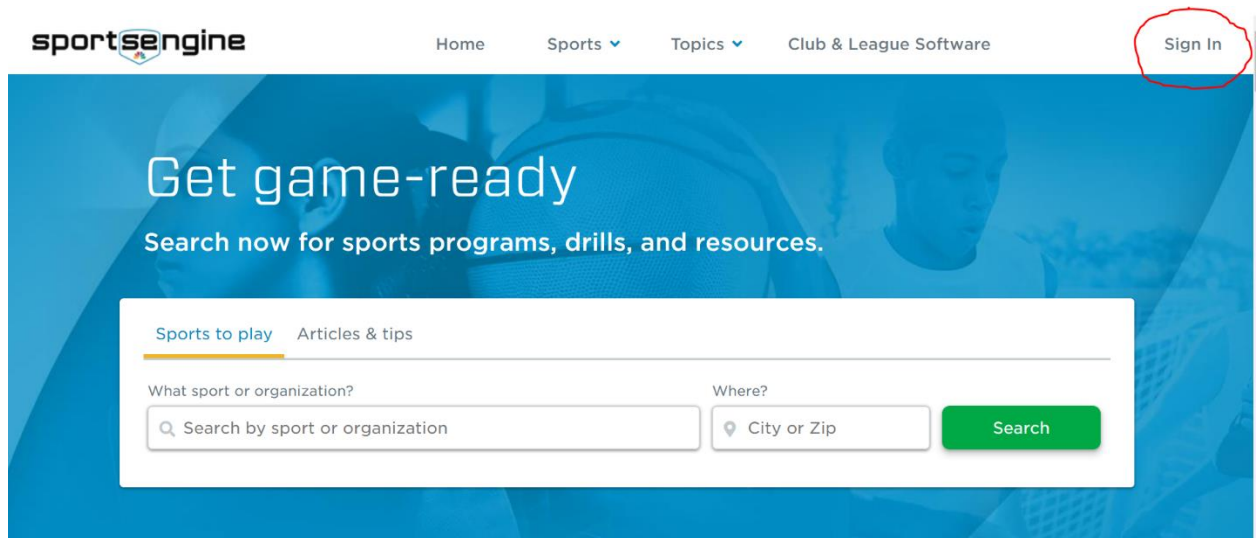 sportsengine Home Sports Topics Club & League Software Sign In
Get game-ready
Search now for sports programs, drills, and resources.
Sports to play Articles & tips
What sport or organization? Where?
Search by sport or organization City or Zip Search